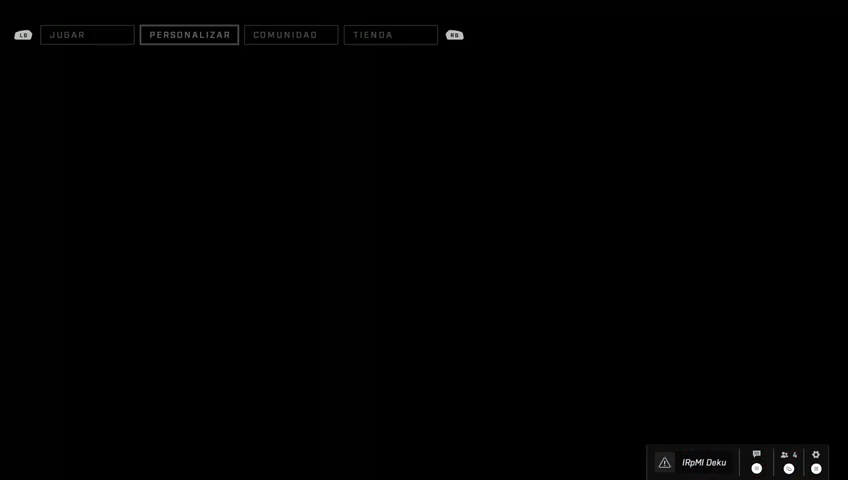 LB JUGAR PERSONALIZAR COMUNIDAD TIENDA RB
IRpMI Deku 4